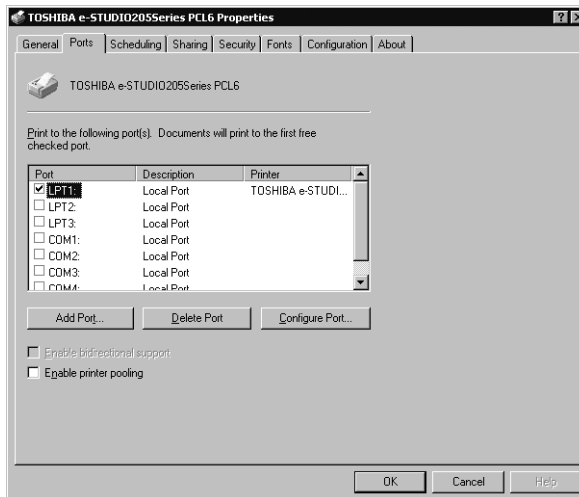 TOSHIBA e-STUDIO205Series PCL6 Properties
General Ports Scheduling Sharing Security Fonts Configuration About
TOSHIBA e-STUDIO205Series PCL6
Print to the following port(s). Documents will print to the first free
checked port.
Port Description Printer
LPT1: Local Port TOSHIBA e-STUDI...
LPT2: Local Port
LPT3: Local Port
COM1: Local Port
COM2: Local Port
COM3: Local Port
COM4: Local Port
Add Port... Delete Port Configure Port...
Enable bidirectional support
Enable printer pooling
OK Cancel Help